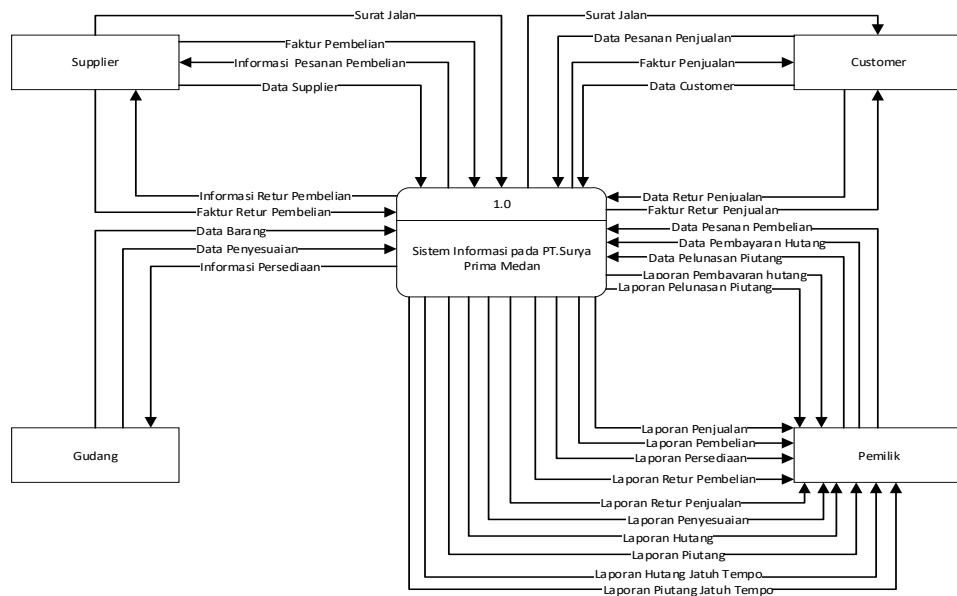 Surat Jalan
Surat Jalan
Supplier
Faktur Pembelian
Informasi Pesanan Pembelian
Data Supplier
Data Pesanan Penjualan
Faktur Penjualan
Data Customer
Customer
Informasi Retur Pembelian
Faktur Retur Pembelian
Data Barang
Data Penyesuaian
Informasi Persediaan
1.0
Sistem Informasi pada PT.Surya
Prima Medan
Data Retur Penjualan
Faktur Retur Penjualan
Data Pesanan Pembelian
Data Pembayaran Hutang
Data Pelunasan Piutang
Laporan Pembayaran hutang
Laporan Pelunasan Piutang
Gudang
Laporan Penjualan
Laporan Pembelian
Laporan Persediaan
Laporan Retur Pembelian
Pemilik
Laporan Retur Penjualan
Laporan Penyesuaian
Laporan Hutang
Laporan Piutang
Laporan Hutang Jatuh Tempo
Laporan Piutang Jatuh Tempo